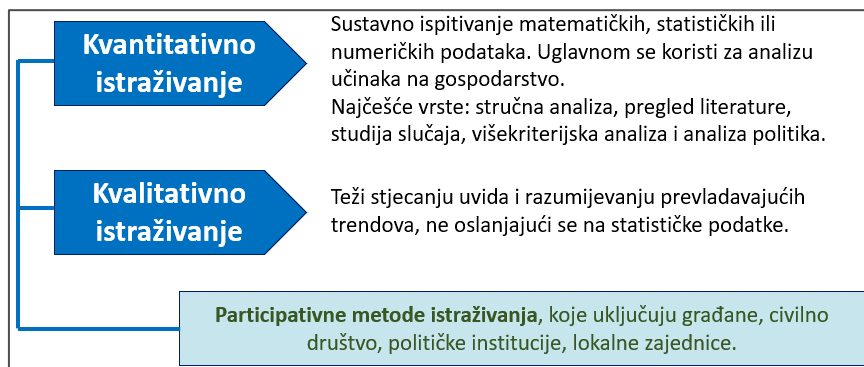 Kvantitativno
istraživanje
Sustavno ispitivanje matematičkih, statističkih ili
numeričkih podataka. Uglavnom se koristi za analizu
učinaka na gospodarstvo.
Najčešće vrste: stručna analiza, pregled literature,
studija slučaja, višekriterijska analiza i analiza politika.
Kvalitativno
istraživanje
Teži stjecanju uvida i razumijevanju prevladavajućih
trendova, ne oslanjajući se na statističke podatke.
Participativne metode istraživanja, koje uključuju građane, civilno
društvo, političke institucije, lokalne zajednice.